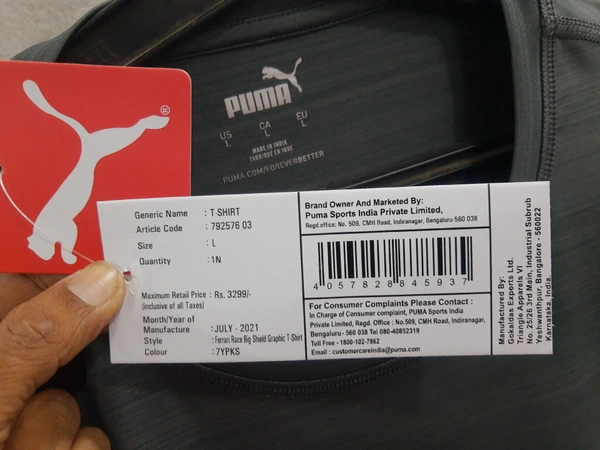 PUMA
US CA EU
L L L
MADE IN INDIA
FABRIQUÉ EN INDE
PUMA.COM/FOREVERBETTER
®
Generic Name : T-SHIRT
Article Code : 792576 03
Size : L
Quantity : 1N
Maximum Retail Price : Rs. 3299/-
(inclusive of all Taxes)
Month/Year of
Manufacture : JULY - 2021
Style : Ferrari Race Big Shield Graphic T-Shirt
Colour : 7YPKS
Brand Owner And Marketed By:
Puma Sports India Private Limited,
Regd.office: No. 509, CMH Road, Indiranagar, Bengaluru-560 038
4 057828 845937
For Consumer Complaints Please Contact :
In Charge of Consumer complaint, PUMA Sports India
Private Limited, Regd. Office : No.509, CMH Road, Indiranagar,
Bengaluru - 560 38 Tel: 080-40852319
Toll Free - 1800-102-7862
Email : customercareindia@puma.com
Manufactured By:
Gokaldas Exports Ltd.
Triangle Apparels VI
No. 25/26 3rd Main, Industrial Subrub
Yeshwanthpur, Bangalore - 560022
Karnataka, India.